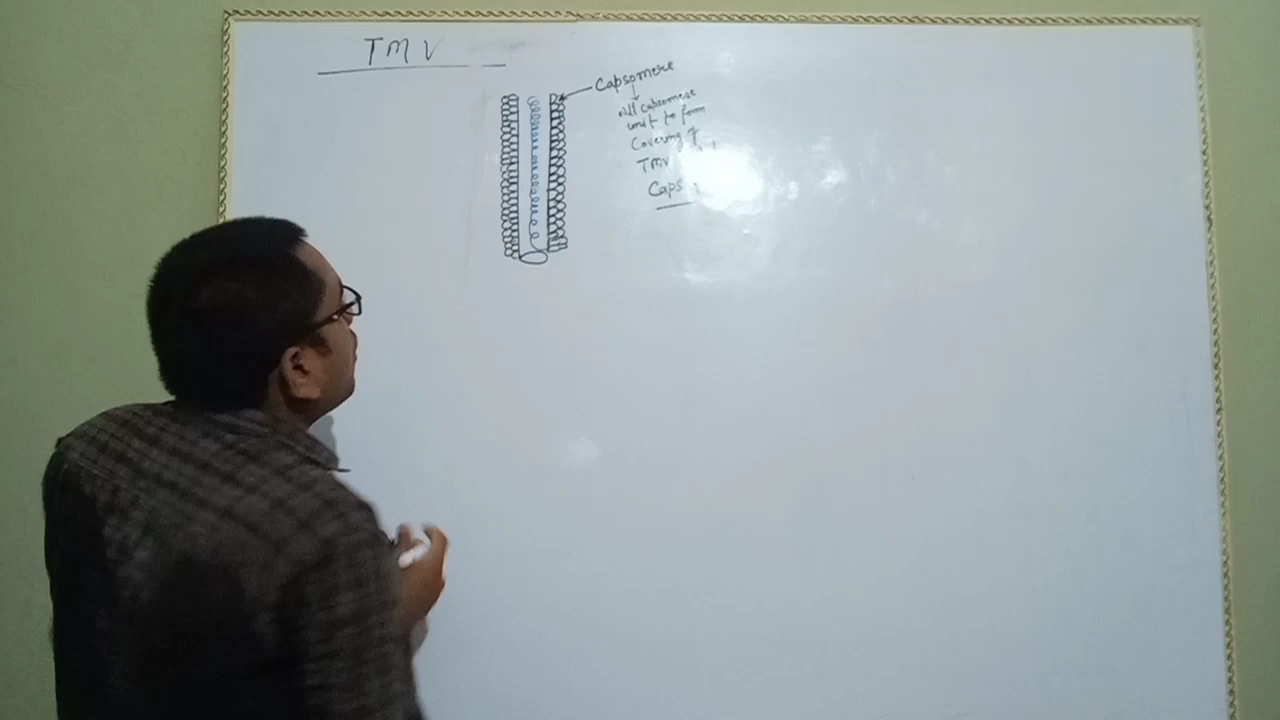 TMV
Capsomere
all capsomere
unit to form
Covering of
TMV
Caps